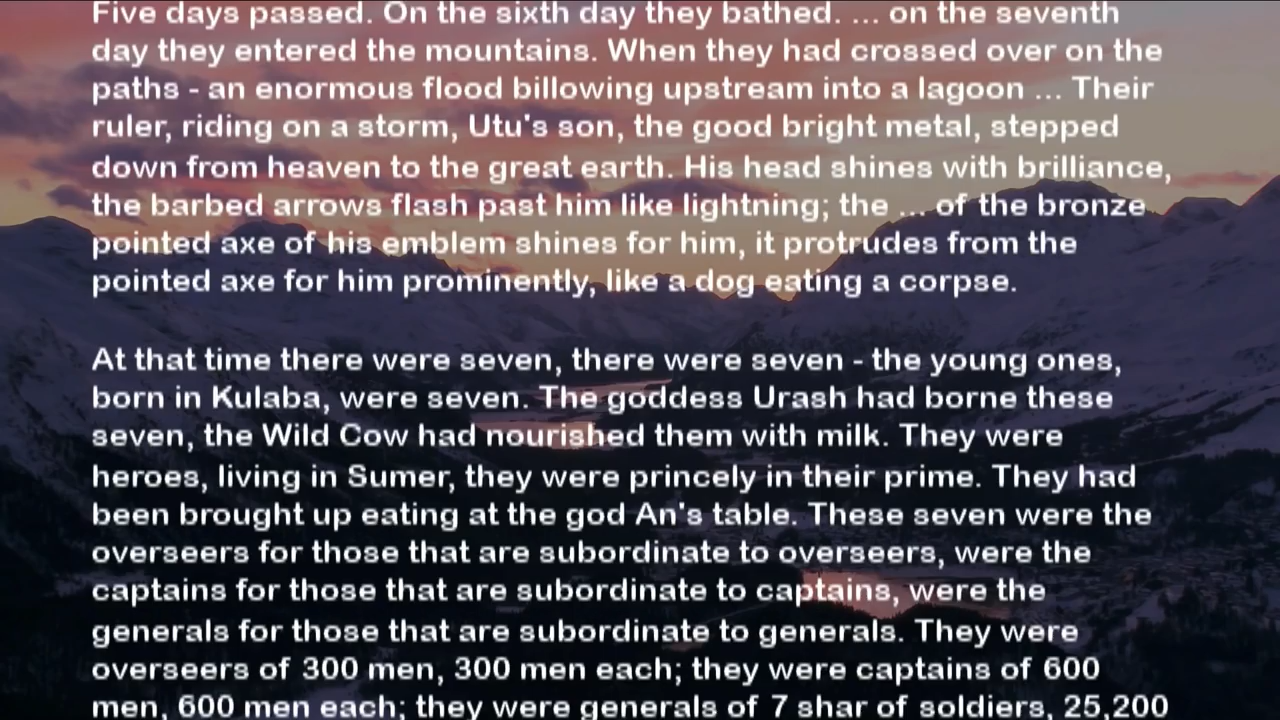 Five days passed. On the sixth day they bathed. ... on the seventh
day they entered the mountains. When they had crossed over on the
paths - an enormous flood billowing upstream into a lagoon ... Their
ruler, riding on a storm, Utu's son, the good bright metal, stepped
down from heaven to the great earth. His head shines with brilliance,
the barbed arrows flash past him like lightning; the ... of the bronze
pointed axe of his emblem shines for him, it protrudes from the
pointed axe for him prominently, like a dog eating a corpse.
At that time there were seven, there were seven - the young ones,
born in Kulaba, were seven. The goddess Urash had borne these
seven, the Wild Cow had nourished them with milk. They were
heroes, living in Sumer, they were princely in their prime. They had
been brought up eating at the god An's table. These seven were the
overseers for those that are subordinate to overseers, were the
captains for those that are subordinate to captains, were the
generals for those that are subordinate to generals. They were
overseers of 300 men, 300 men each; they were captains of 600
men, 600 men each; they were generals of 7 shar of soldiers, 25,200